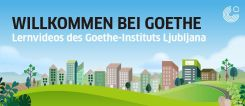 WILLKOMMEN BEI GOETHE
Lernvideos des Goethe-Instituts Ljubljana